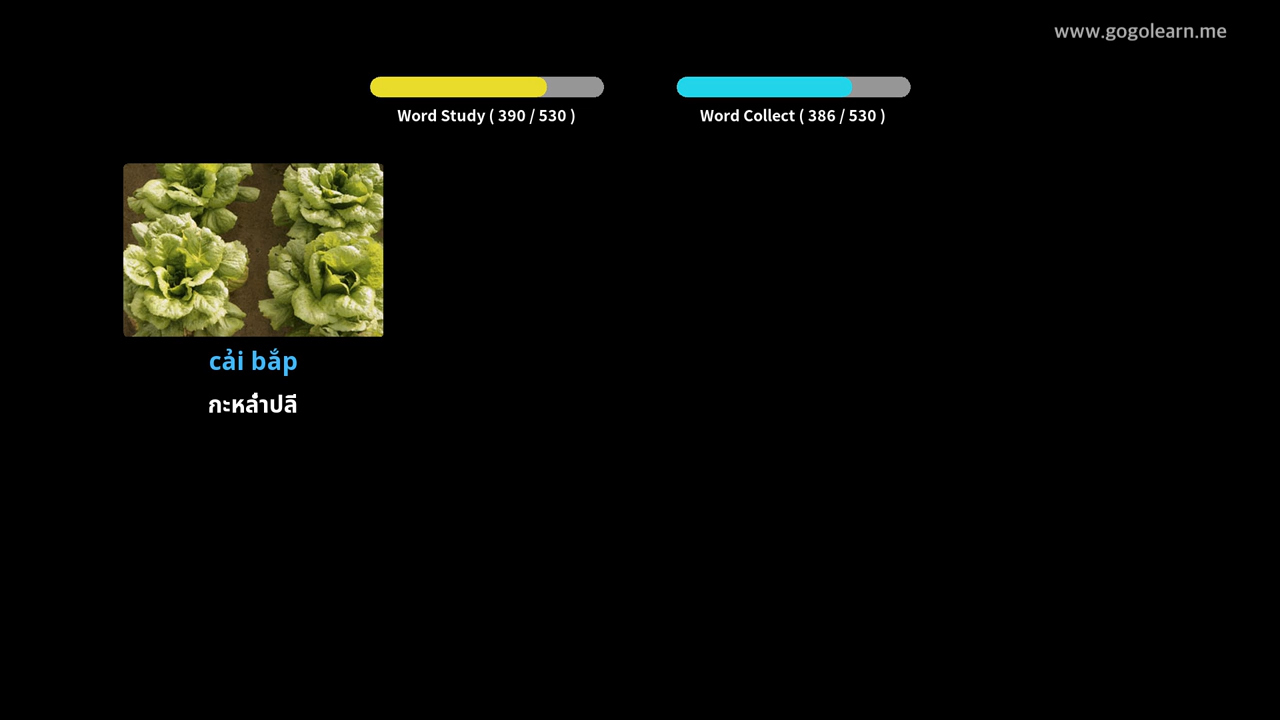 www.gogolearn.me
Word Study ( 390 / 530 )
Word Collect ( 386 / 530 )
cải bắp
กะหล่ำปลี